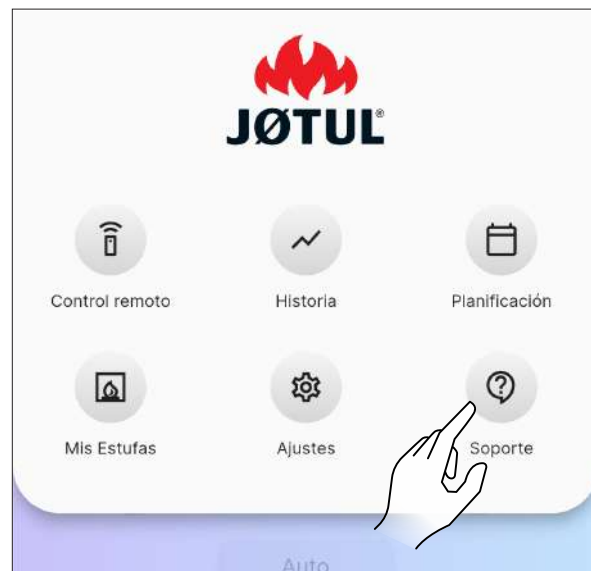 JØTUL®
Control remoto
Historia
Planificación
Mis Estufas
Ajustes
Soporte
Auto